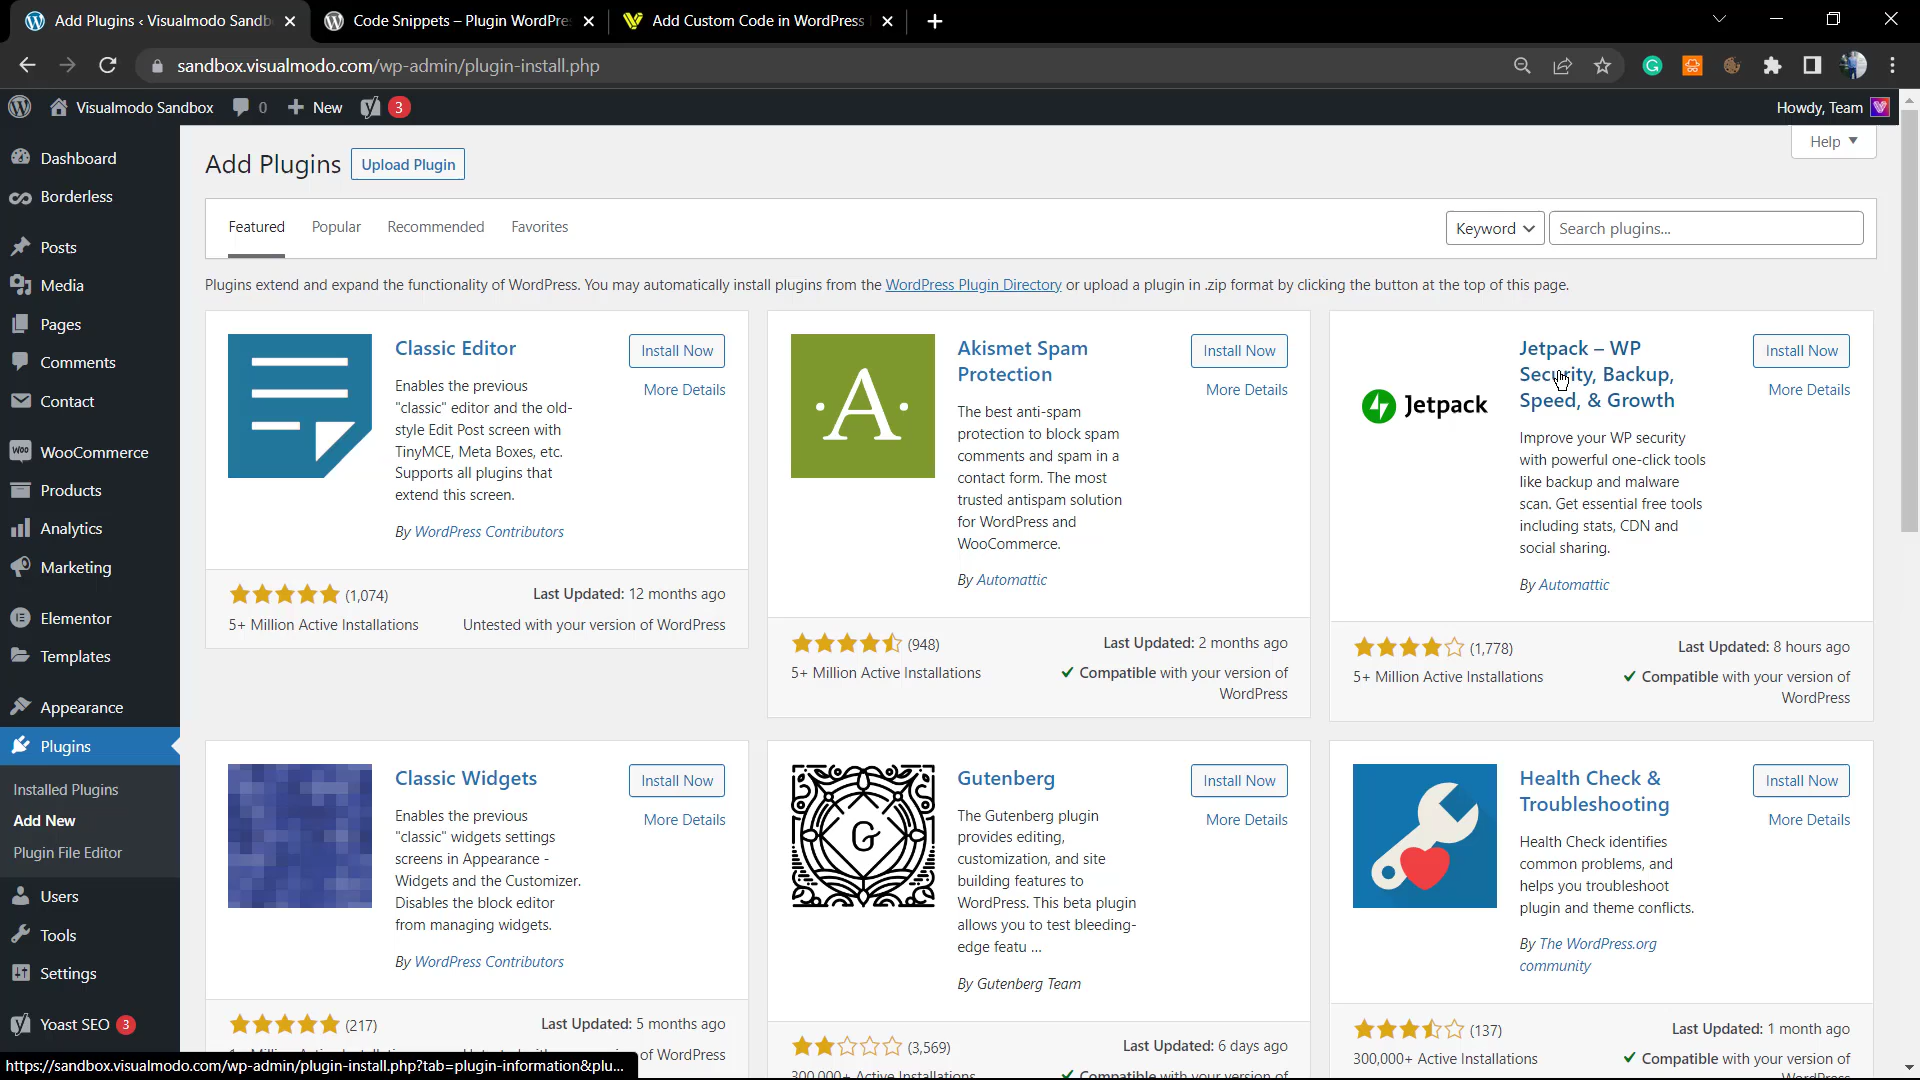 Add Plugins ‹ Visualmodo Sandb
Code Snippets – Plugin WordPre
Add Custom Code in WordPress
sandbox.visualmodo.com/wp-admin/plugin-install.php
Visualmodo Sandbox
0
New
3
Howdy, Team
Dashboard
Borderless
Posts
Media
Pages
Comments
Contact
WooCommerce
Products
Analytics
Marketing
Elementor
Templates
Appearance
Plugins
Installed Plugins
Add New
Plugin File Editor
Users
Tools
Settings
Yoast SEO 3
Help
Add Plugins
Upload Plugin
Featured
Popular
Recommended
Favorites
Keyword
Search plugins...
Plugins extend and expand the functionality of WordPress. You may automatically install plugins from the WordPress Plugin Directory or upload a plugin in .zip format by clicking the button at the top of this page.
Classic Editor
Install Now
More Details
Enables the previous
"classic" editor and the old-
style Edit Post screen with
TinyMCE, Meta Boxes, etc.
Supports all plugins that
extend this screen.
By WordPress Contributors
(1,074)
Last Updated: 12 months ago
5+ Million Active Installations
Untested with your version of WordPress
A
Akismet Spam
Protection
Install Now
More Details
The best anti-spam
protection to block spam
comments and spam in a
contact form. The most
trusted antispam solution
for WordPress and
WooCommerce.
By Automattic
(948)
Last Updated: 2 months ago
5+ Million Active Installations
Compatible with your version of
WordPress
Jetpack
Jetpack – WP
Security, Backup,
Speed, & Growth
Install Now
More Details
Improve your WP security
with powerful one-click tools
like backup and malware
scan. Get essential free tools
including stats, CDN and
social sharing.
By Automattic
(1,778)
Last Updated: 8 hours ago
5+ Million Active Installations
Compatible with your version of
WordPress
Classic Widgets
Install Now
More Details
Enables the previous
"classic" widgets settings
screens in Appearance -
Widgets and the Customizer.
Disables the block editor
from managing widgets.
By WordPress Contributors
(217)
Last Updated: 5 months ago
of WordPress
G
Gutenberg
Install Now
More Details
The Gutenberg plugin
provides editing,
customization, and site
building features to
WordPress. This beta plugin
allows you to test bleeding-
edge featu ...
By Gutenberg Team
(3,569)
Last Updated: 6 days ago
300,000+ Active Installations
Compatible with your version of
Health Check &
Troubleshooting
Install Now
More Details
Health Check identifies
common problems, and
helps you troubleshoot
plugin and theme conflicts.
By The WordPress.org
community
(137)
Last Updated: 1 month ago
300,000+ Active Installations
Compatible with your version of
WordPress
https://sandbox.visualmodo.com/wp-admin/plugin-install.php?tab=plugin-information&plu...